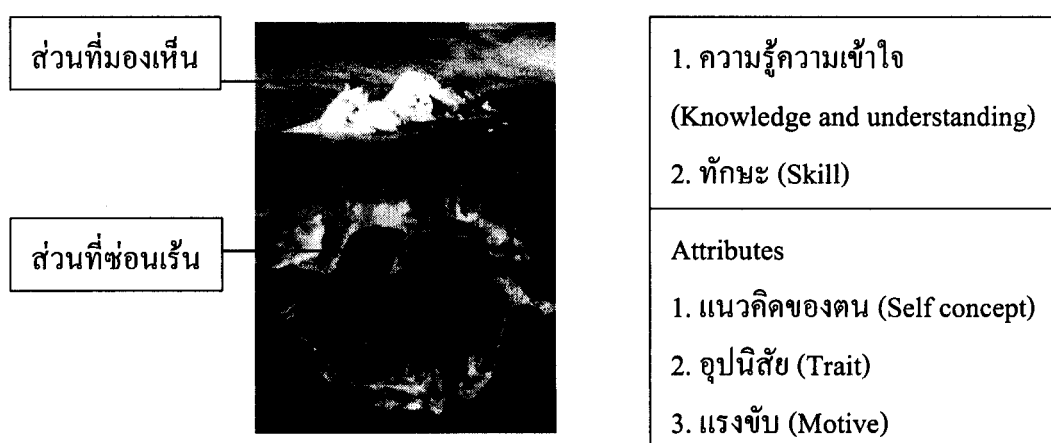 ส่วนที่มองเห็น
ส่วนที่ซ่อนเร้น
1. ความรู้ความเข้าใจ
(Knowledge and understanding)
2. ทักษะ (Skill)
Attributes
1. แนวคิดของตน (Self concept)
2. อุปนิสัย (Trait)
3. แรงขับ (Motive)